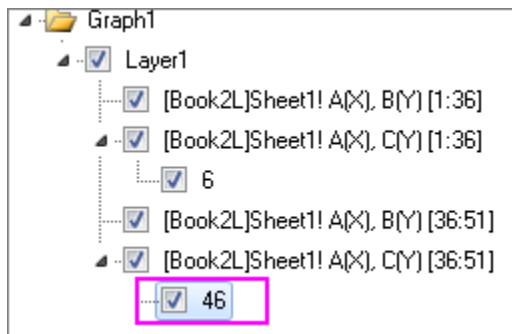 Graph1
Layer1
[Book2L]Sheet1! A(X), B(Y) [1:36]
[Book2L]Sheet1! A(X), C(Y) [1:36]
6
[Book2L]Sheet1! A(X), B(Y) [36:51]
[Book2L]Sheet1! A(X), C(Y) [36:51]
46